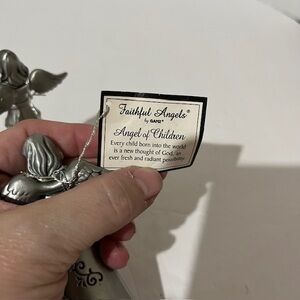 Faithful Angels®
by GANZ
Angel of Children
Every child born into the world
is a new thought of God, an
ever fresh and radiant possibility